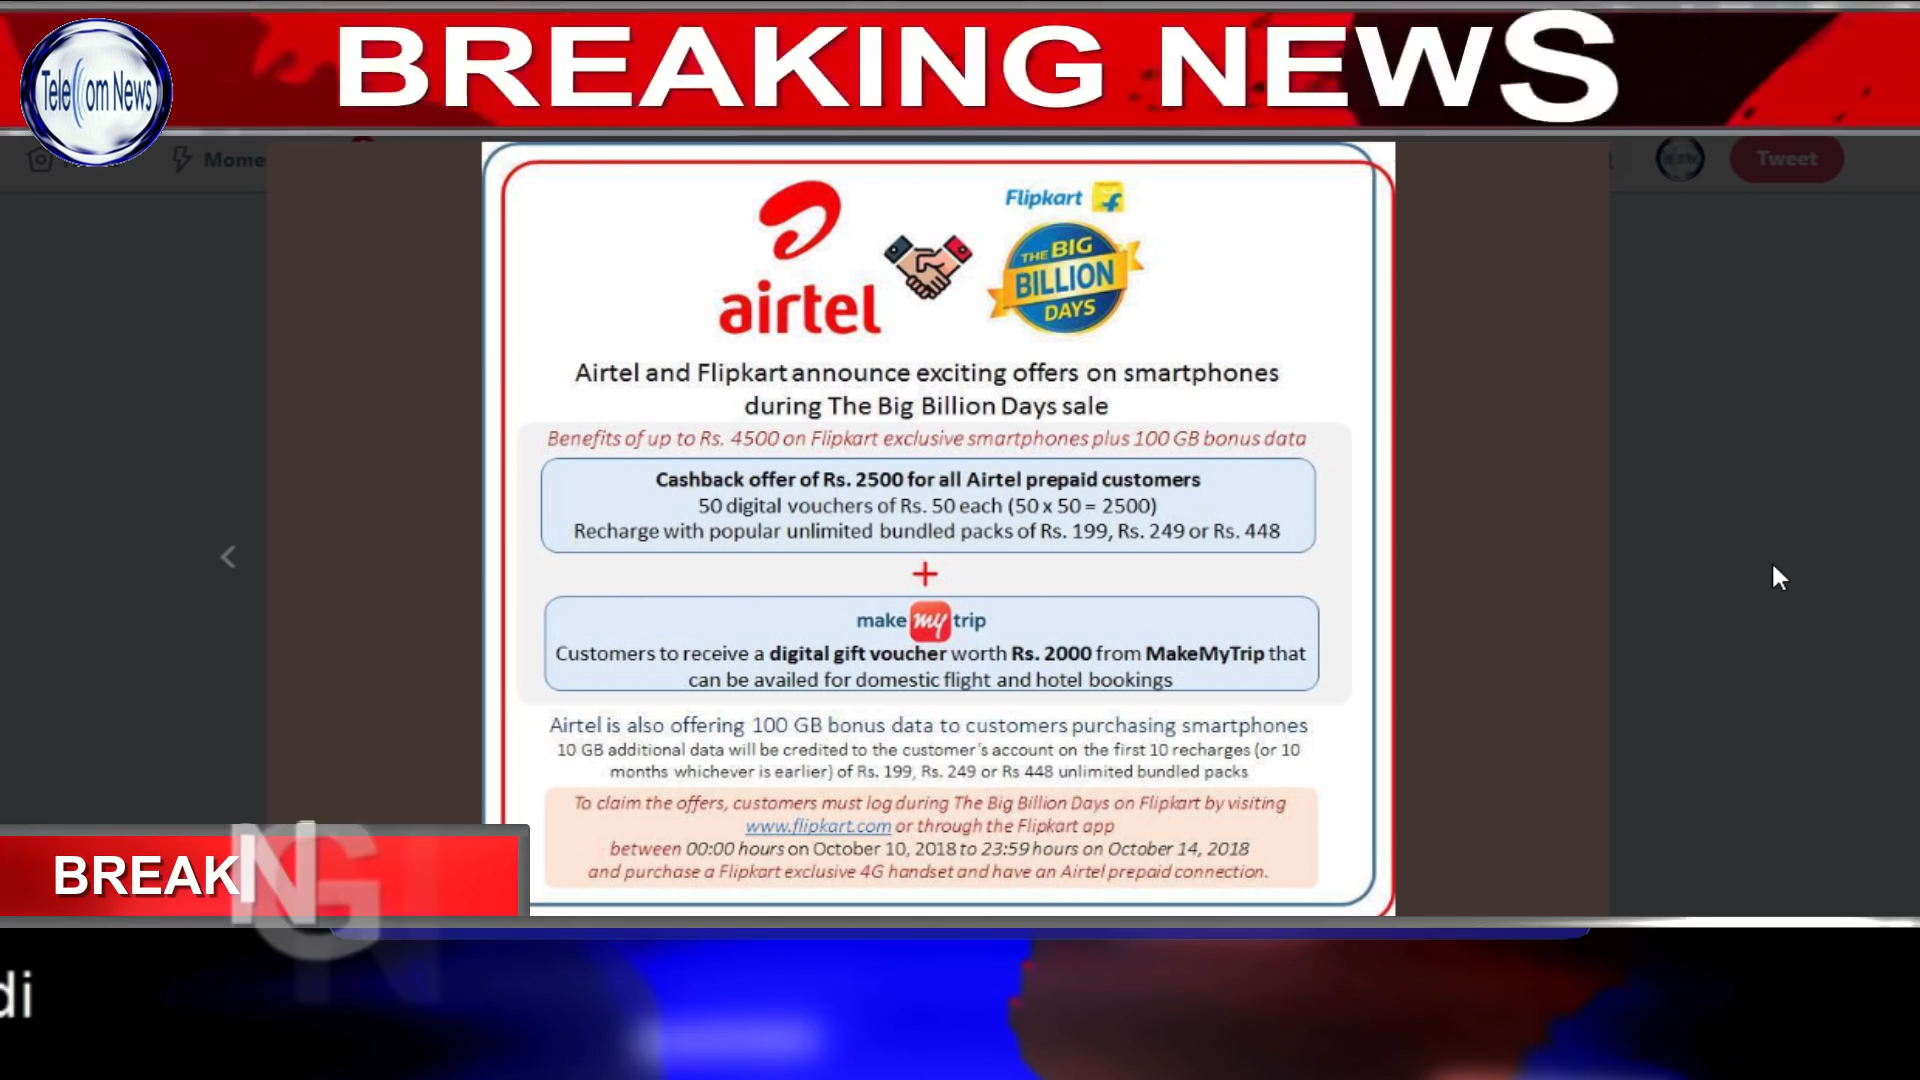 BREAKING NEWS
Tele(om News
Mome
Tweet
Flipkart
THE BIG
BILLION
DAYS
airtel
Airtel and Flipkart announce exciting offers on smartphones
during The Big Billion Days sale
Benefits of up to Rs. 4500 on Flipkart exclusive smartphones plus 100 GB bonus data
Cashback offer of Rs. 2500 for all Airtel prepaid customers
50 digital vouchers of Rs. 50 each (50 x 50 = 2500)
Recharge with popular unlimited bundled packs of Rs. 199, Rs. 249 or Rs. 448
+
make my trip
Customers to receive a digital gift voucher worth Rs. 2000 from MakeMyTrip that
can be availed for domestic flight and hotel bookings
Airtel is also offering 100 GB bonus data to customers purchasing smartphones
10 GB additional data will be credited to the customer's account on the first 10 recharges (or 10
months whichever is earlier) of Rs. 199, Rs. 249 or Rs 448 unlimited bundled packs
To claim the offers, customers must log during The Big Billion Days on Flipkart by visiting
www.flipkart.com or through the Flipkart app
between 00:00 hours on October 10, 2018 to 23:59 hours on October 14, 2018
and purchase a Flipkart exclusive 4G handset and have an Airtel prepaid connection.
BREAKING N
di